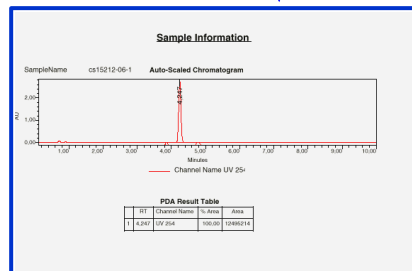 Sample Information
SampleName cs15212-06-1 Auto-Scaled Chromatogram
4,247
AU
2,00
1,00
0,00
1,00 2,00 3,00 4,00 5,00 6,00 7,00 8,00 9,00 10,00
Minutes
Channel Name UV 254
PDA Result Table
RT Channel Name % Area Area
1 4,247 UV 254 100.00 12495214